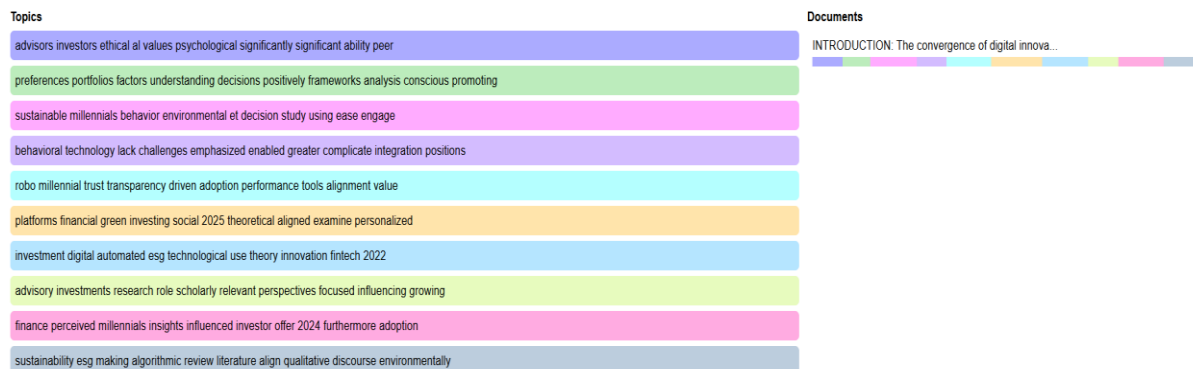 Topics
advisors investors ethical al values psychological significantly significant ability peer
preferences portfolios factors understanding decisions positively frameworks analysis conscious promoting
sustainable millennials behavior environmental et decision study using ease engage
behavioral technology lack challenges emphasized enabled greater complicate integration positions
robo millennial trust transparency driven adoption performance tools alignment value
platforms financial green investing social 2025 theoretical aligned examine personalized
investment digital automated esg technological use theory innovation fintech 2022
advisory investments research role scholarly relevant perspectives focused influencing growing
finance perceived millennials insights influenced investor offer 2024 furthermore adoption
sustainability esg making algorithmic review literature align qualitative discourse environmentally
Documents
INTRODUCTION: The convergence of digital innova...